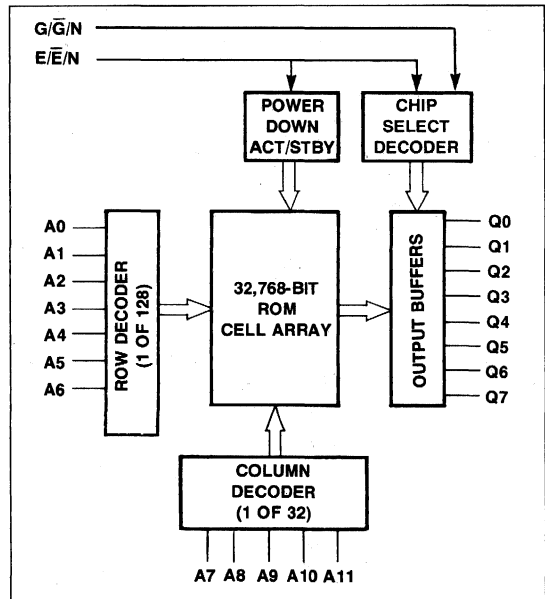 G/G̅/N
E/E̅/N
POWER
DOWN
ACT/STBY
CHIP
SELECT
DECODER
A0
A1
A2
A3
A4
A5
A6
ROW DECODER
(1 OF 128)
32,768-BIT
ROM
CELL ARRAY
OUTPUT BUFFERS
Q0
Q1
Q2
Q3
Q4
Q5
Q6
Q7
COLUMN
DECODER
(1 OF 32)
A7 A8 A9 A10 A11